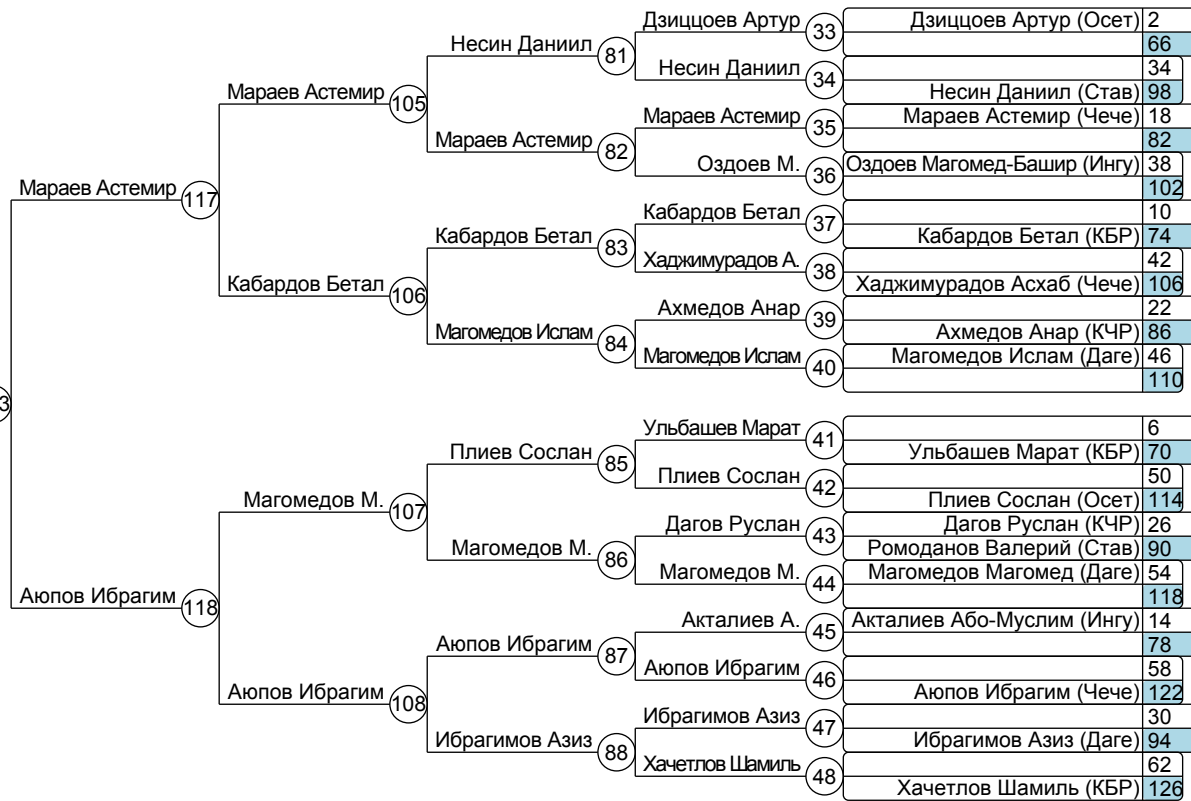 Дзиццоев Артур 33 Дзиццоев Артур (Осет) 2
Несин Даниил 81 66
Несин Даниил 34 34
Мараев Астемир 105 Несин Даниил (Став) 98
Мараев Астемир 35 Мараев Астемир (Чече) 18
Мараев Астемир 82 82
Оздоев М. 36 Оздоев Магомед-Башир (Ингу) 38
Мараев Астемир 117 102
Кабардов Бетал 37 10
Кабардов Бетал 83 Кабардов Бетал (КБР) 74
Хаджимурадов А. 38 42
Кабардов Бетал 106 Хаджимурадов Асхаб (Чече) 106
Ахмедов Анар 39 22
Магомедов Ислам 84 Ахмедов Анар (КЧР) 86
Магомедов Ислам 40 Магомедов Ислам (Даге) 46
110
3
Ульбашев Марат 41 6
Плиев Сослан 85 Ульбашев Марат (КБР) 70
Плиев Сослан 42 50
Магомедов М. 107 Плиев Сослан (Осет) 114
Дагов Руслан 43 Дагов Руслан (КЧР) 26
Магомедов М. 86 Ромоданов Валерий (Став) 90
Магомедов М. 44 Магомедов Магомед (Даге) 54
Аюпов Ибрагим 118 118
Акталиев А. 45 Акталиев Або-Муслим (Ингу) 14
Аюпов Ибрагим 87 78
Аюпов Ибрагим 46 58
Аюпов Ибрагим 108 Аюпов Ибрагим (Чече) 122
Ибрагимов Азиз 47 30
Ибрагимов Азиз 88 Ибрагимов Азиз (Даге) 94
Хачетлов Шамиль 48 62
Хачетлов Шамиль (КБР) 126